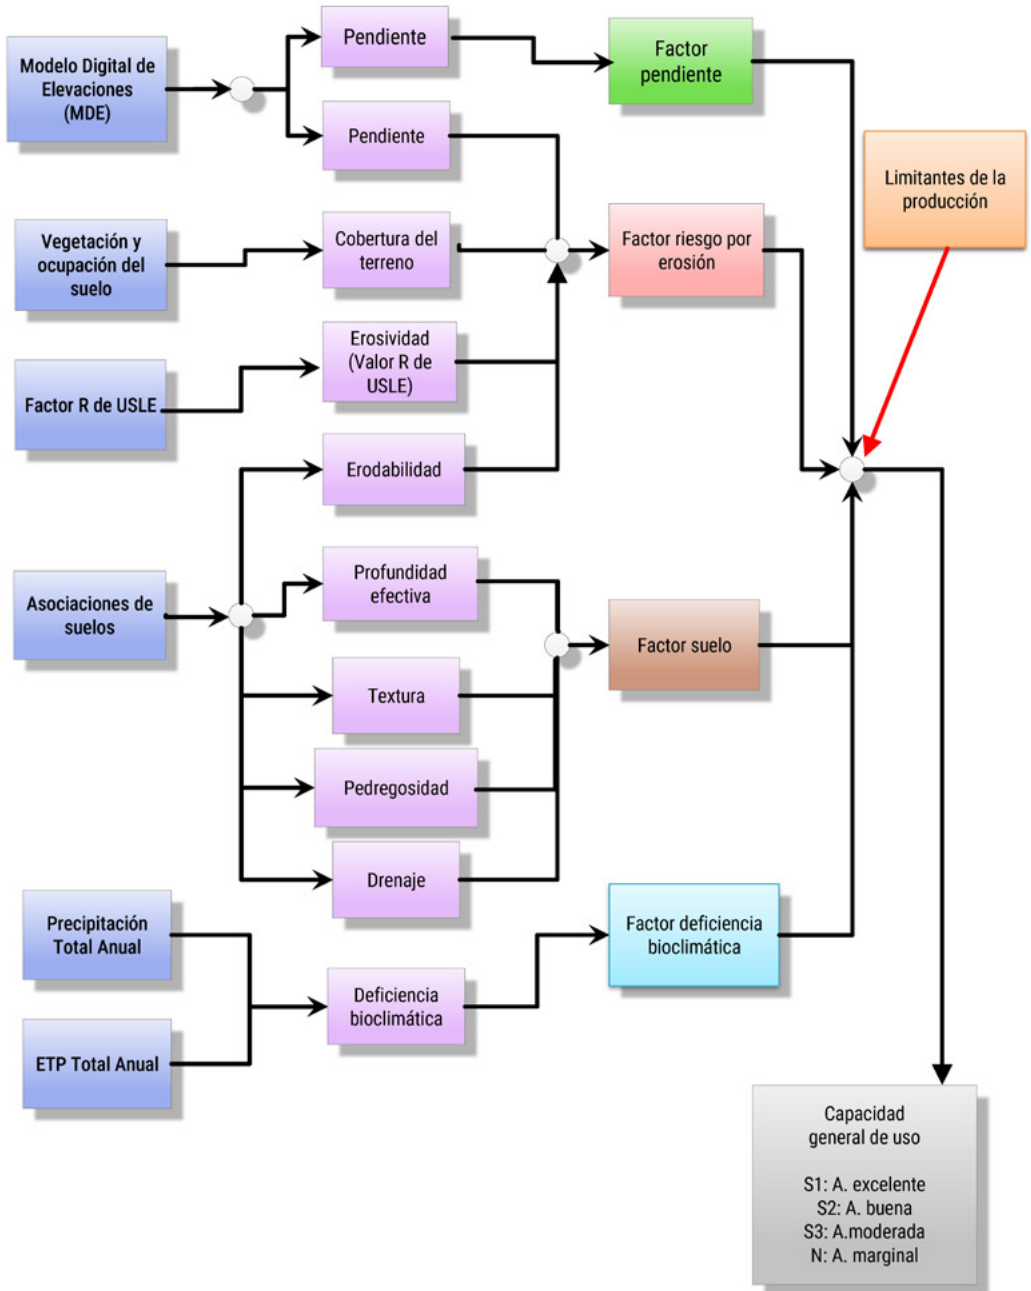 Modelo Digital de
Elevaciones
(MDE)
Pendiente
Pendiente
Factor
pendiente
Limitantes de la
producción
Vegetación y
ocupación del
suelo
Cobertura del
terreno
Factor riesgo por
erosión
Factor R de USLE
Erosividad
(Valor R de
USLE)
Erodabilidad
Asociaciones de
suelos
Profundidad
efectiva
Textura
Pedregosidad
Drenaje
Factor suelo
Precipitación
Total Anual
ETP Total Anual
Deficiencia
bioclimática
Factor deficiencia
bioclimática
Capacidad
general de uso
S1: A. excelente
S2: A. buena
S3: A.moderada
N: A. marginal